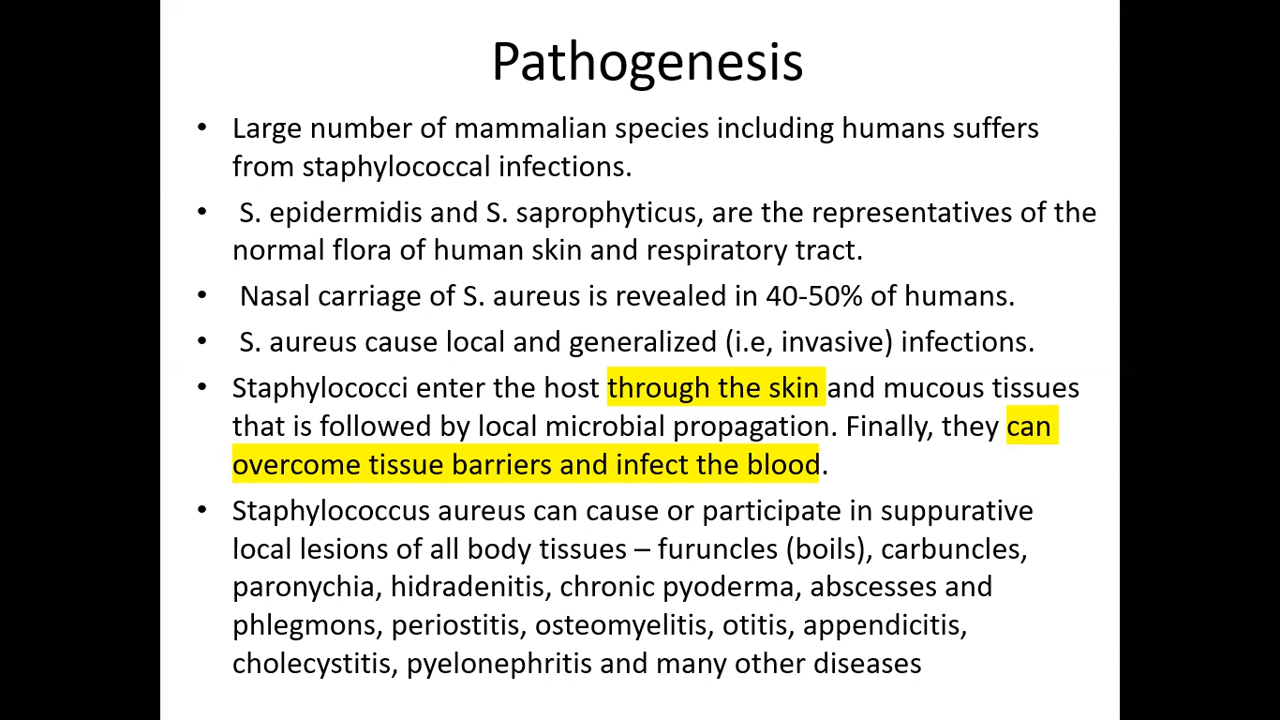 Pathogenesis
• Large number of mammalian species including humans suffers
from staphylococcal infections.
• S. epidermidis and S. saprophyticus, are the representatives of the
normal flora of human skin and respiratory tract.
• Nasal carriage of S. aureus is revealed in 40-50% of humans.
• S. aureus cause local and generalized (i.e, invasive) infections.
• Staphylococci enter the host through the skin and mucous tissues
that is followed by local microbial propagation. Finally, they can
overcome tissue barriers and infect the blood.
• Staphylococcus aureus can cause or participate in suppurative
local lesions of all body tissues – furuncles (boils), carbuncles,
paronychia, hidradenitis, chronic pyoderma, abscesses and
phlegmons, periostitis, osteomyelitis, otitis, appendicitis,
cholecystitis, pyelonephritis and many other diseases